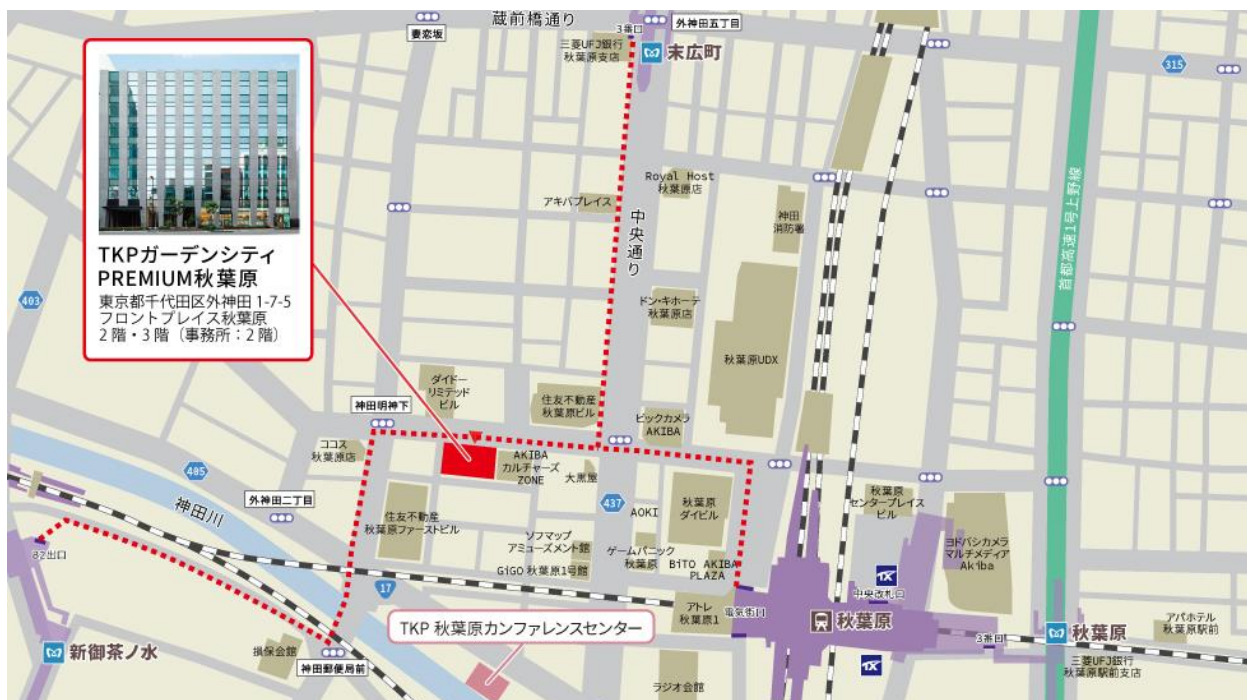 蔵前橋通り
3番口
外神田五丁目
妻恋坂
三菱UFJ銀行
秋葉原支店
末広町
315
TKPガーデンシティ
PREMIUM秋葉原
東京都千代田区外神田 1-7-5
フロントプレイス秋葉原
2 階・3 階（事務所：2 階）
403
Royal Host
秋葉原店
アキバプレイス
中央通り
神田
消防署
首都高速1号上野線
ドン・キホーテ
秋葉原店
秋葉原UDX
ダイドー
リミテッド
ビル
神田明神下
住友不動産
秋葉原ビル
ビックカメラ
AKIBA
ココス
秋葉原店
AKIBA
カルチャーズ
ZONE
大黒屋
405
神田川
外神田二丁目
437
AOKI
秋葉原
ダイビル
秋葉原
センタープレイス
ビル
住友不動産
秋葉原ファーストビル
ソフマップ
アミューズメント館
GiGO 秋葉原1号館
ゲームパニック
秋葉原
BiTO AKIBA
PLAZA
ヨドバシカメラ
マルチメディア
Akiba
B2出口
17
TKP 秋葉原カンファレンスセンター
アトレ
秋葉原1
電気街口
TX
中央改札口
秋葉原
3番口
秋葉原
アパホテル
秋葉原駅前
新御茶ノ水
損保会館
神田郵便局前
TX
三菱UFJ銀行
秋葉原駅前支店
ラジオ会館